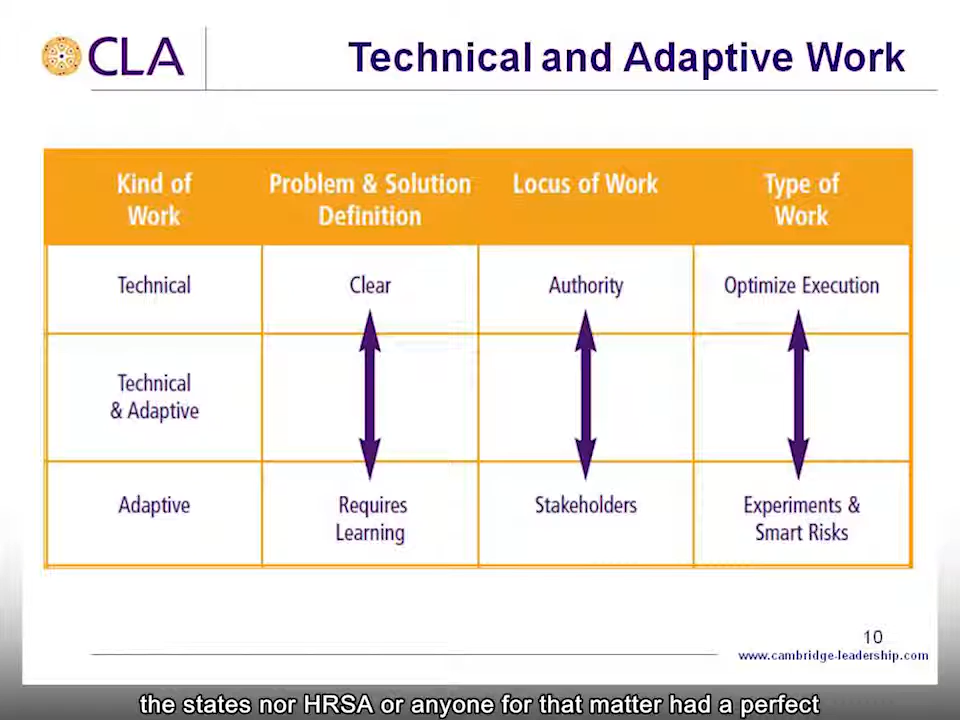 CLA
Technical and Adaptive Work
Kind of
Work
Problem & Solution
Definition
Locus of Work
Type of
Work
Technical
Clear
Authority
Optimize Execution
Technical
& Adaptive
Adaptive
Requires
Learning
Stakeholders
Experiments &
Smart Risks
10
www.cambridge-leadership.com
the states nor HRSA or anyone for that matter had a perfect